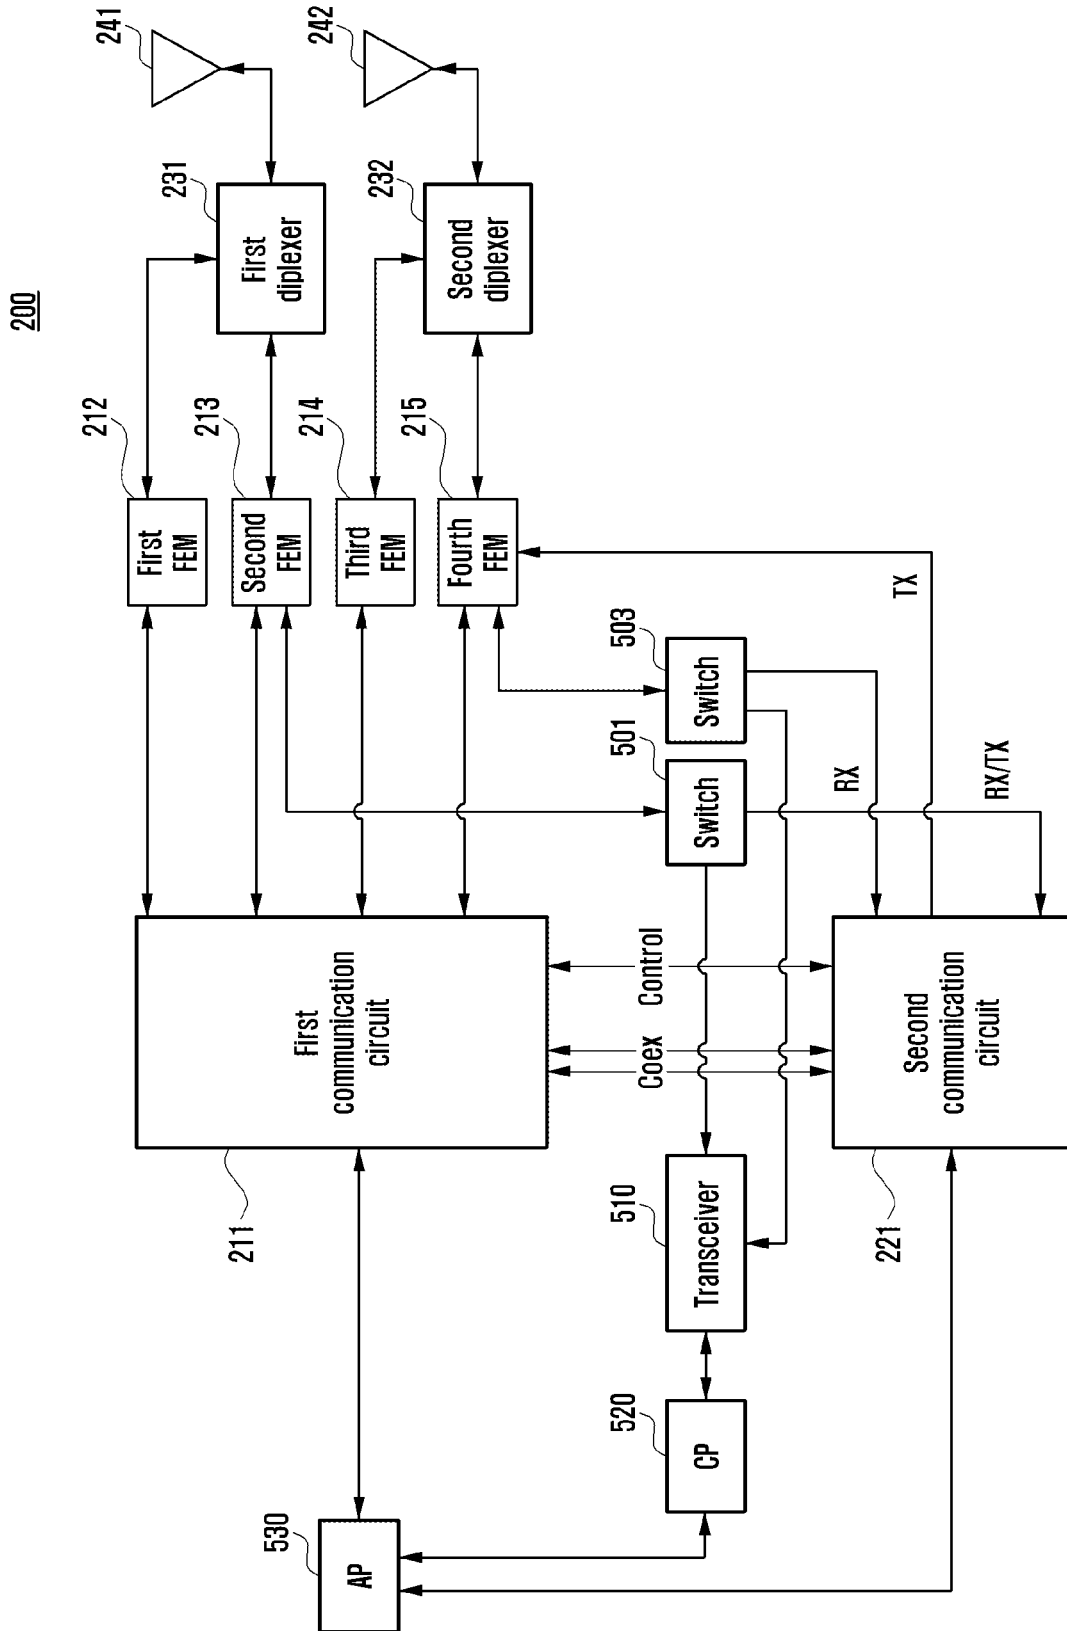 200
530
AP
211
First
communication
circuit
212
First
FEM
213
Second
FEM
214
Third
FEM
215
Fourth
FEM
231
First
diplexer
232
Second
diplexer
241
242
520
CP
510
Transceiver
Coex
Control
501
Switch
503
Switch
RX
TX
RX/TX
221
Second
communication
circuit